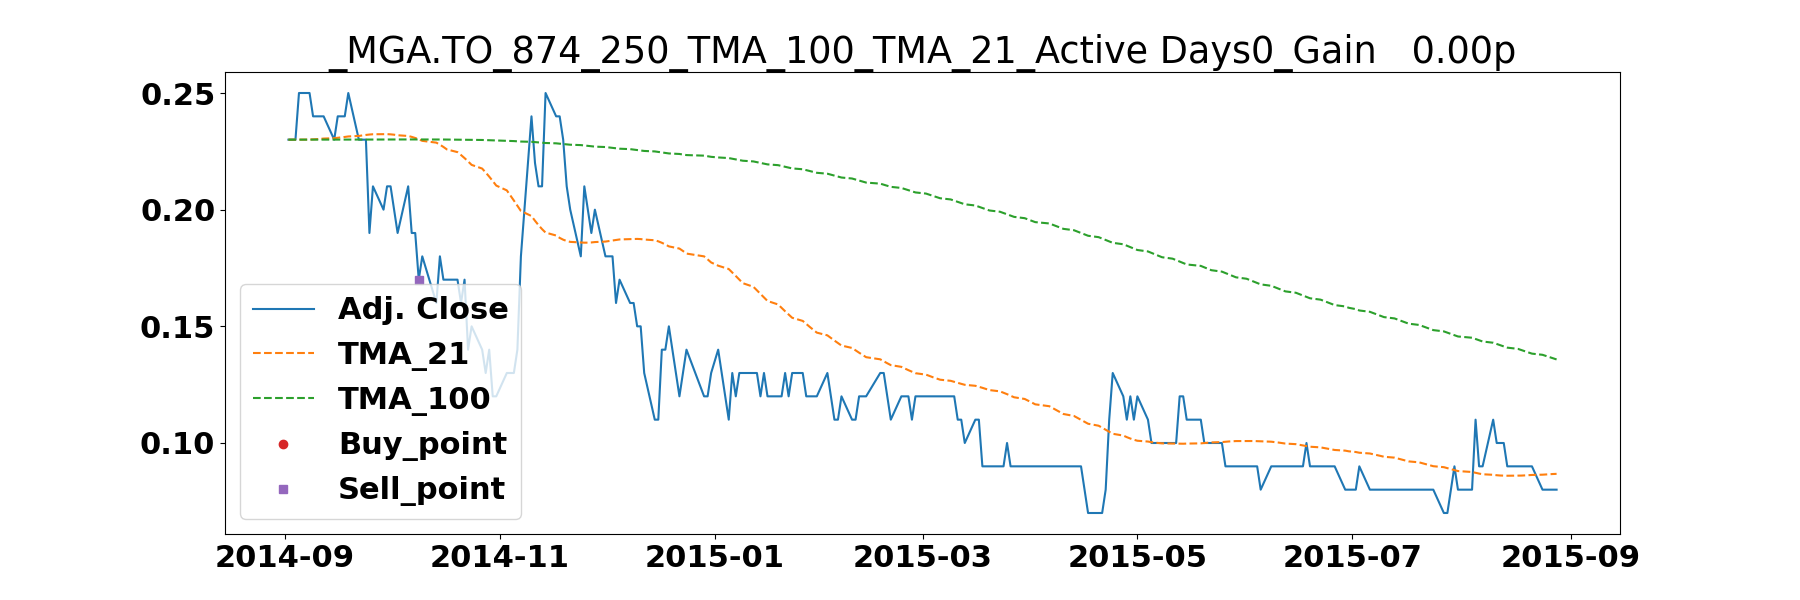 _MGA.TO_874_250_TMA_100_TMA_21_Active Days0_Gain   0.00p
0.25
0.20
0.15
0.10
Adj. Close
TMA_21
TMA_100
Buy_point
Sell_point
2014-09 2014-11 2015-01 2015-03 2015-05 2015-07 2015-09